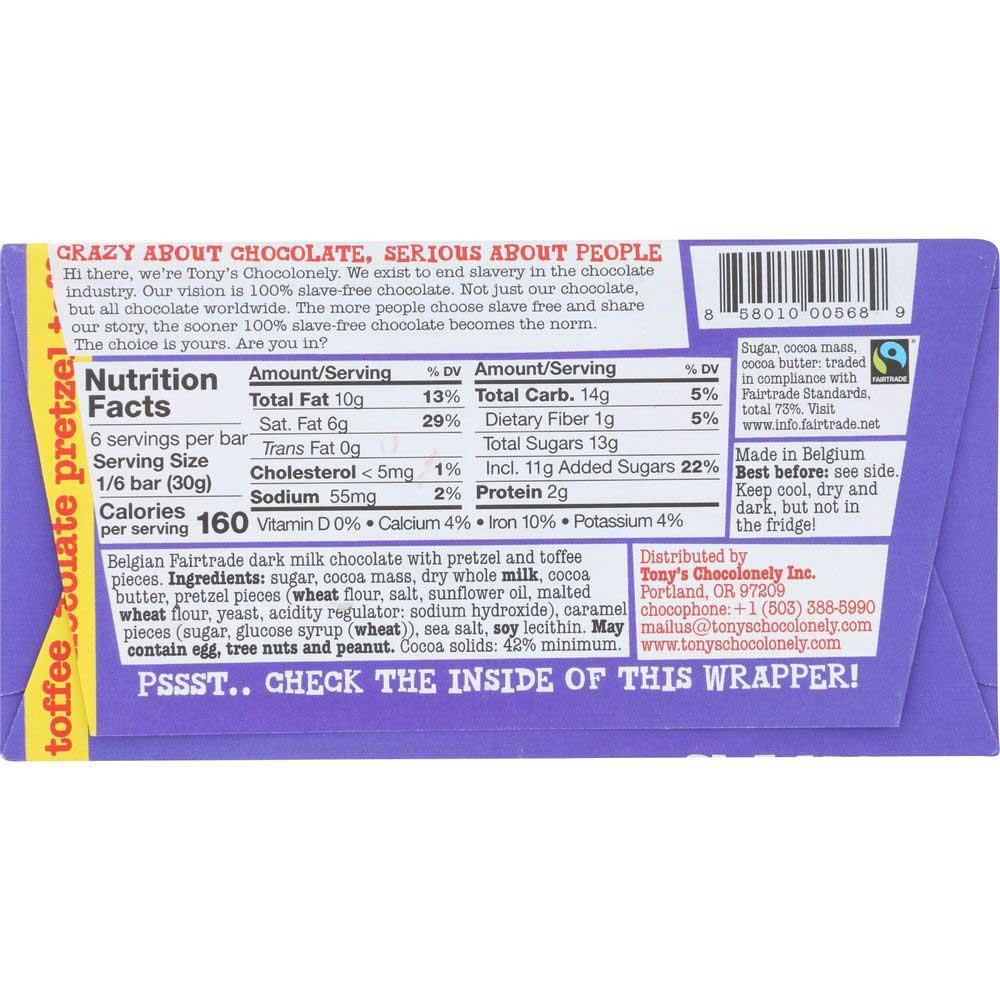 CRAZY ABOUT CHOCOLATE, SERIOUS ABOUT PEOPLE
Hi there, we're Tony's Chocolonely. We exist to end slavery in the chocolate
industry. Our vision is 100% slave-free chocolate. Not just our chocolate,
but all chocolate worldwide. The more people choose slave free and share
our story, the sooner 100% slave-free chocolate becomes the norm.
The choice is yours. Are you in?
8 58010 00568 9
Sugar, cocoa mass,
cocoa butter: traded
in compliance with
Fairtrade Standards,
total 73%. Visit
www.info.fairtrade.net
FAIRTRADE
®
Nutrition
Facts
6 servings per bar
Serving Size
1/6 bar (30g)
Calories
per serving 160
Amount/Serving % DV
Total Fat 10g 13%
Sat. Fat 6g 29%
Trans Fat 0g
Cholesterol < 5mg 1%
Sodium 55mg 2%
Amount/Serving % DV
Total Carb. 14g 5%
Dietary Fiber 1g 5%
Total Sugars 13g
Incl. 11g Added Sugars 22%
Protein 2g
Vitamin D 0% • Calcium 4% • Iron 10% • Potassium 4%
Made in Belgium
Best before: see side.
Keep cool, dry and
dark, but not in
the fridge!
Belgian Fairtrade dark milk chocolate with pretzel and toffee
pieces. Ingredients: sugar, cocoa mass, dry whole milk, cocoa
butter, pretzel pieces (wheat flour, salt, sunflower oil, malted
wheat flour, yeast, acidity regulator: sodium hydroxide), caramel
pieces (sugar, glucose syrup (wheat)), sea salt, soy lecithin. May
contain egg, tree nuts and peanut. Cocoa solids: 42% minimum.
Distributed by
Tony's Chocolonely Inc.
Portland, OR 97209
chocophone: +1 (503) 388-5990
mailus@tonyschocolonely.com
www.tonyschocolonely.com
PSSST.. CHECK THE INSIDE OF THIS WRAPPER!
toffee
pretzel